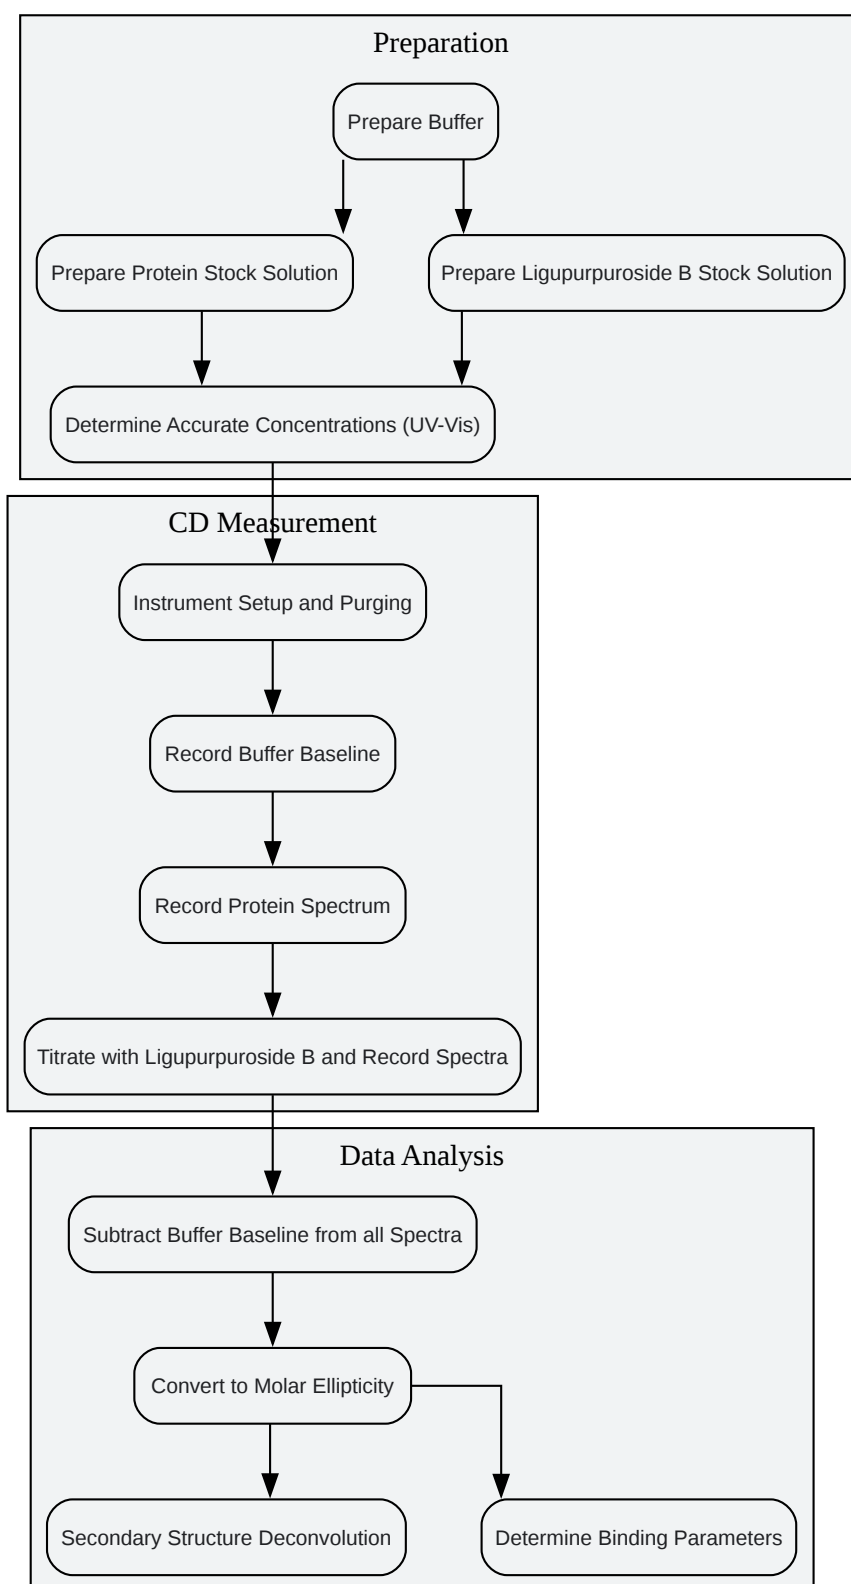 Preparation
Prepare Buffer
Prepare Protein Stock Solution
Prepare Ligupurpuroside B Stock Solution
Determine Accurate Concentrations (UV-Vis)
CD Measurement
Instrument Setup and Purging
Record Buffer Baseline
Record Protein Spectrum
Titrate with Ligupurpuroside B and Record Spectra
Data Analysis
Subtract Buffer Baseline from all Spectra
Convert to Molar Ellipticity
Secondary Structure Deconvolution
Determine Binding Parameters